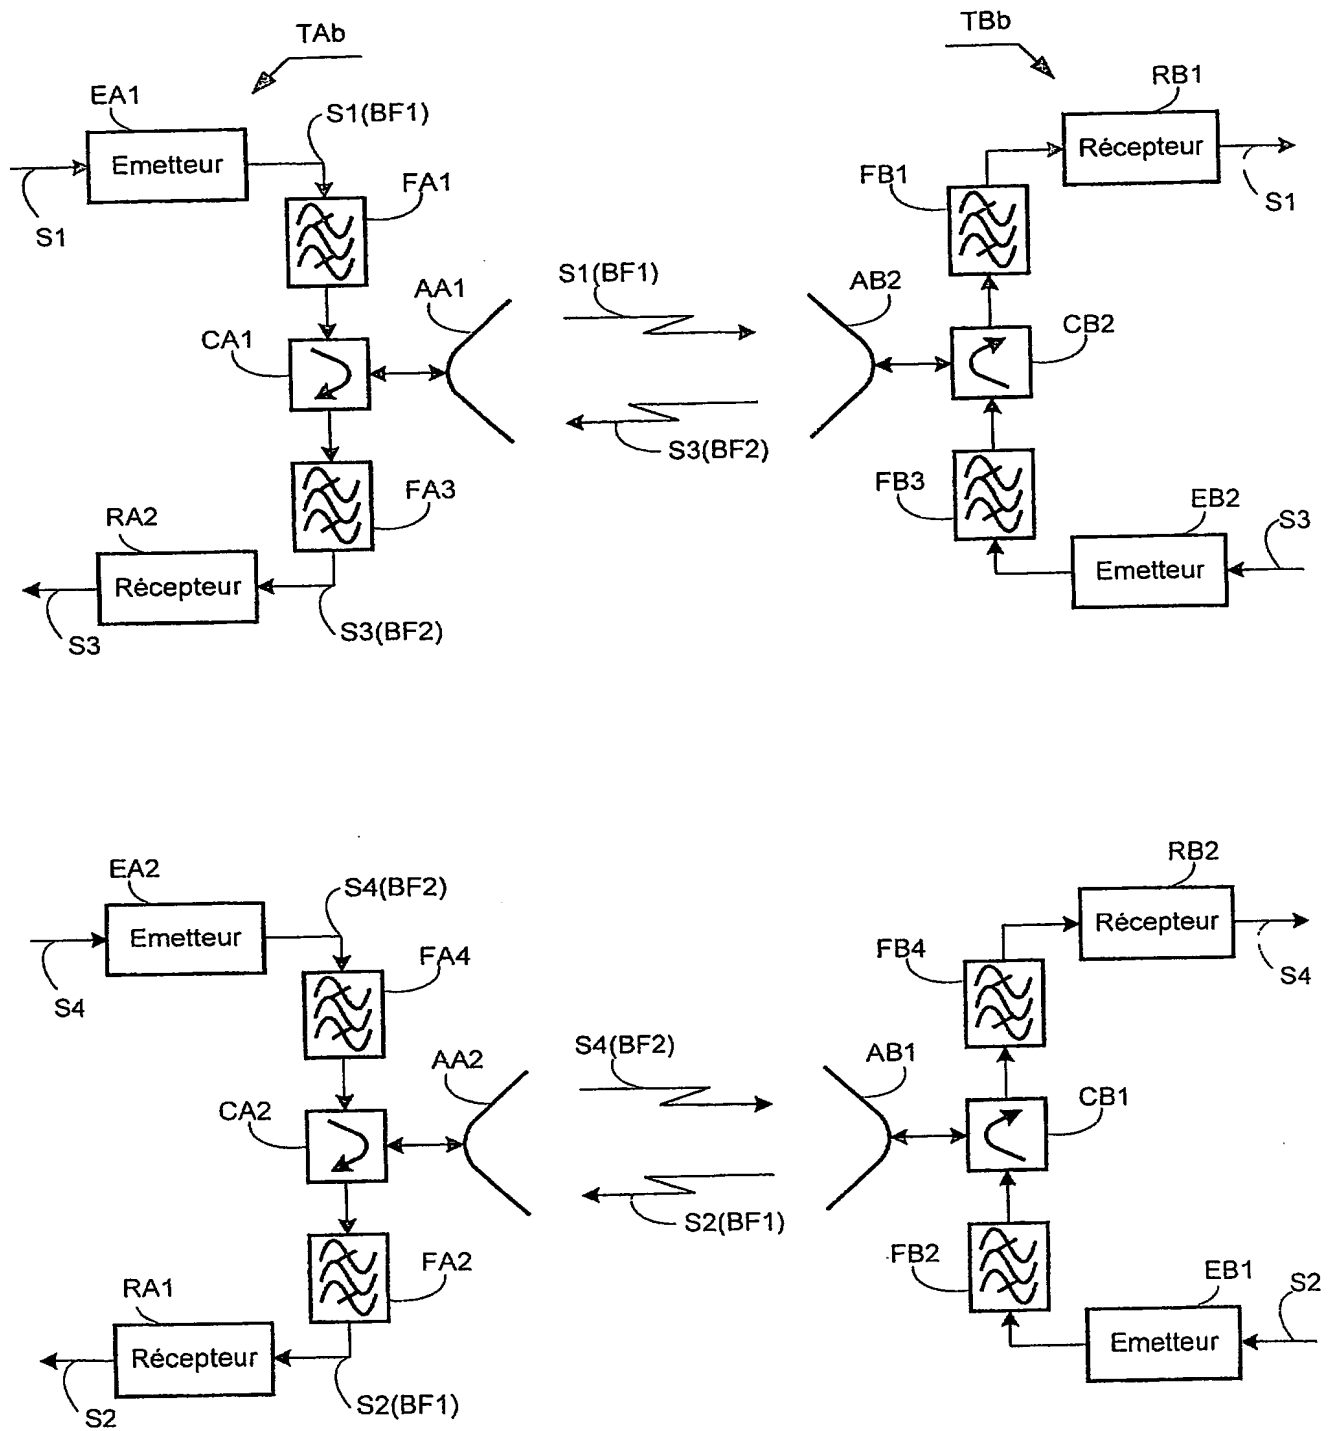 TAb
TBb
EA1
RB1
S1(BF1)
Emetteur
Récepteur
FA1
FB1
S1
S1
S1(BF1)
AA1
AB2
CA1
CB2
S3(BF2)
FA3
FB3
RA2
EB2
S3
Récepteur
Emetteur
S3
S3(BF2)
EA2
RB2
S4(BF2)
Emetteur
Récepteur
FA4
FB4
S4
S4
S4(BF2)
AA2
AB1
CA2
CB1
S2(BF1)
FA2
FB2
RA1
EB1
S2
Récepteur
Emetteur
S2
S2(BF1)